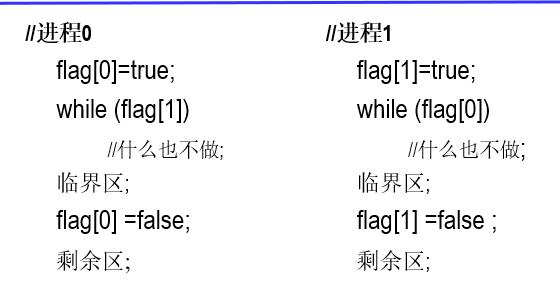 //进程0
flag[0]=true;
while (flag[1])
//什么也不做;
临界区;
flag[0] =false;
剩余区;
//进程1
flag[1]=true;
while (flag[0])
//什么也不做;
临界区;
flag[1] =false ;
剩余区;